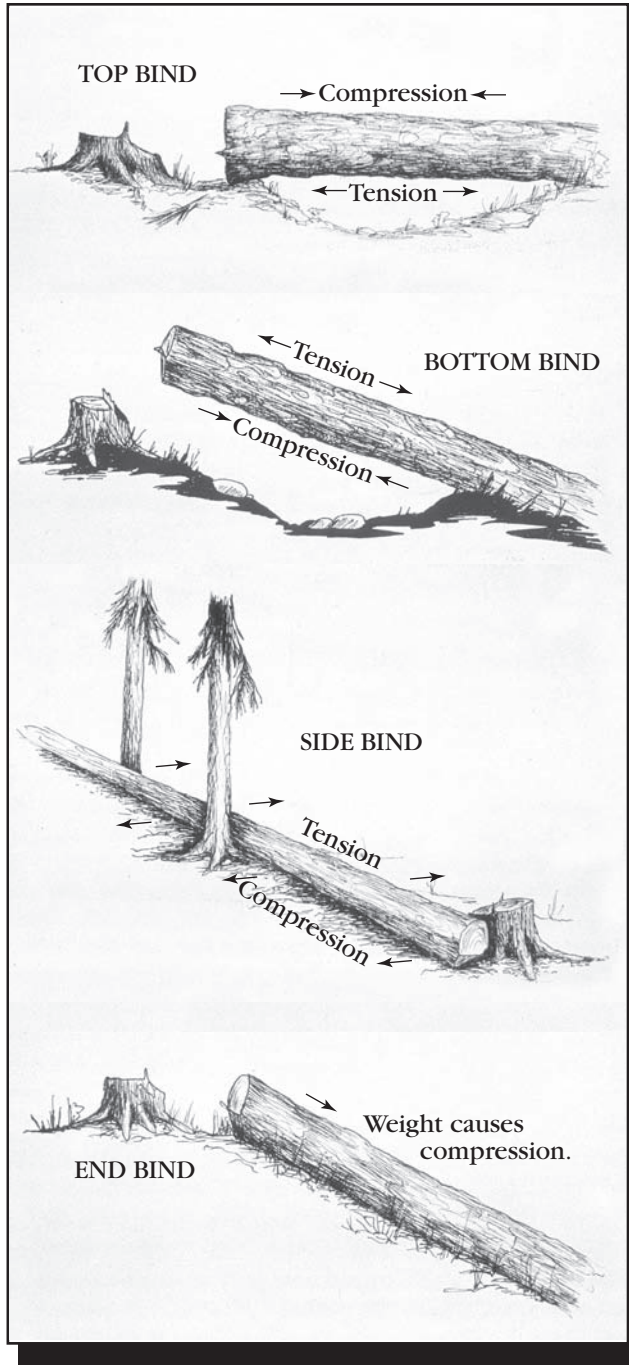 TOP BIND
Compression
Tension
Tension
BOTTOM BIND
Compression
SIDE BIND
Tension
Compression
Weight causes
compression.
END BIND